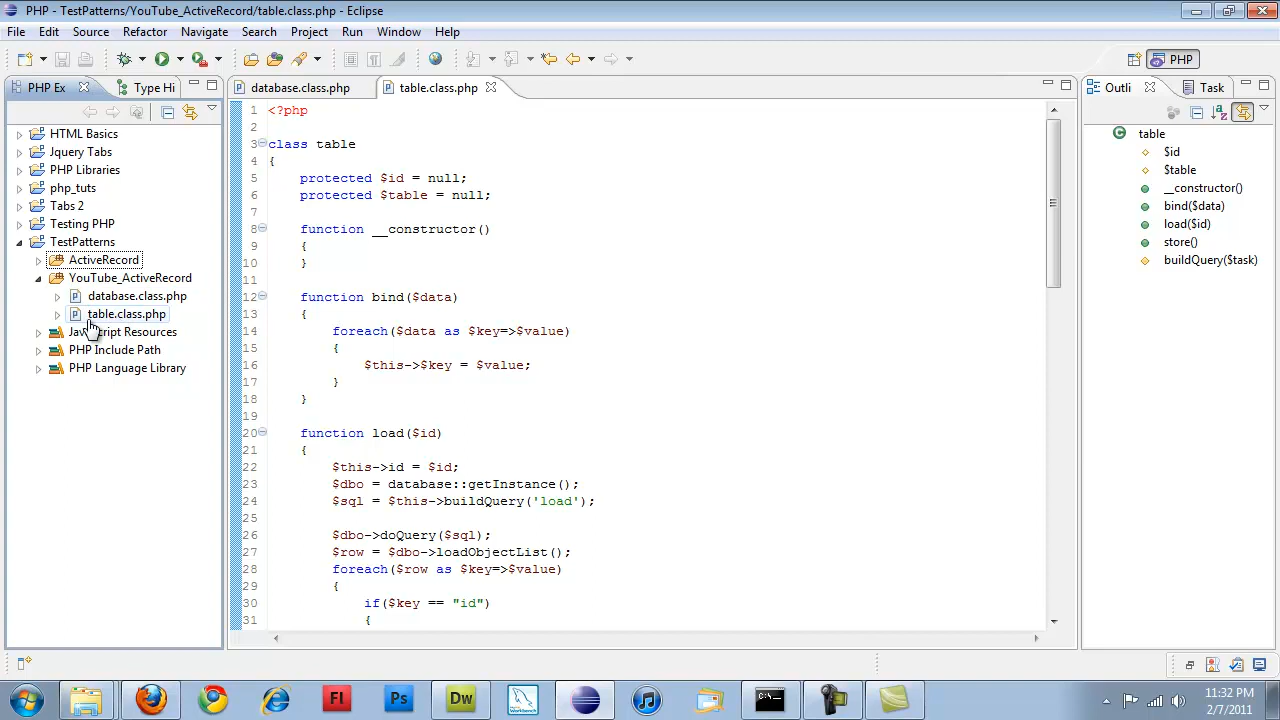 PHP - TestPatterns/YouTube_ActiveRecord/table.class.php - Eclipse
File Edit Source Refactor Navigate Search Project Run Window Help
PHP
PHP Ex Type Hi
database.class.php table.class.php
Outli Task
HTML Basics
Jquery Tabs
PHP Libraries
php_tuts
Tabs 2
Testing PHP
TestPatterns
ActiveRecord
YouTube_ActiveRecord
database.class.php
table.class.php
JavaScript Resources
PHP Include Path
PHP Language Library
1 <?php
2
3 class table
4 {
5 protected $id = null;
6 protected $table = null;
7
8 function __constructor()
9 {
10 }
11
12 function bind($data)
13 {
14 foreach($data as $key=>$value)
15 {
16 $this->$key = $value;
17 }
18 }
19
20 function load($id)
21 {
22 $this->id = $id;
23 $dbo = database::getInstance();
24 $sql = $this->buildQuery('load');
25
26 $dbo->doQuery($sql);
27 $row = $dbo->loadObjectList();
28 foreach($row as $key=>$value)
29 {
30 if($key == "id")
31 {
table
$id
$table
__constructor()
bind($data)
load($id)
store()
buildQuery($task)
Fl Ps Dw Workbench
11:32 PM
2/7/2011